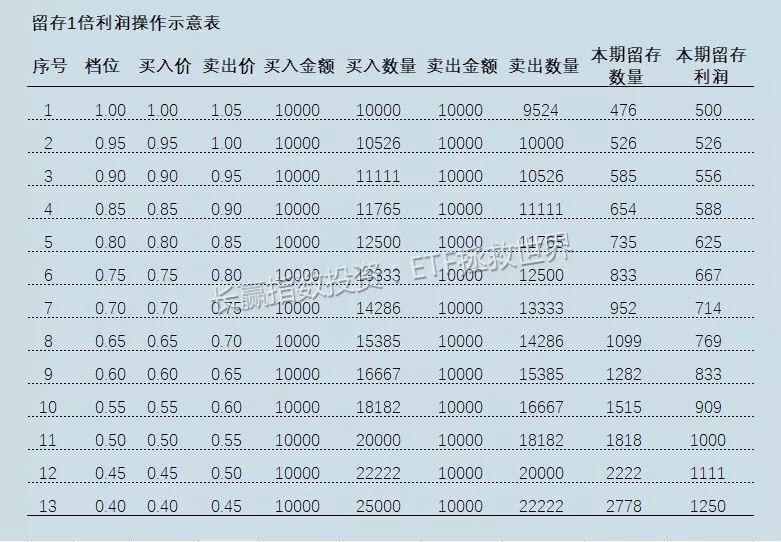 留存1倍利润操作示意表
序号 档位 买入价 卖出价 买入金额 买入数量 卖出金额 卖出数量 本期留存数量 本期留存利润
1 1.00 1.00 1.05 10000 10000 10000 9524 476 500
2 0.95 0.95 1.00 10000 10526 10000 10000 526 526
3 0.90 0.90 0.95 10000 11111 10000 10526 585 556
4 0.85 0.85 0.90 10000 11765 10000 11111 654 588
5 0.80 0.80 0.85 10000 12500 10000 11765 735 625
6 0.75 0.75 0.80 10000 13333 10000 12500 833 667
7 0.70 0.70 0.75 10000 14286 10000 13333 952 714
8 0.65 0.65 0.70 10000 15385 10000 14286 1099 769
9 0.60 0.60 0.65 10000 16667 10000 15385 1282 833
10 0.55 0.55 0.60 10000 18182 10000 16667 1515 909
11 0.50 0.50 0.55 10000 20000 10000 18182 1818 1000
12 0.45 0.45 0.50 10000 22222 10000 20000 2222 1111
13 0.40 0.40 0.45 10000 25000 10000 22222 2778 1250
长赢指数投资 ETF拯救世界